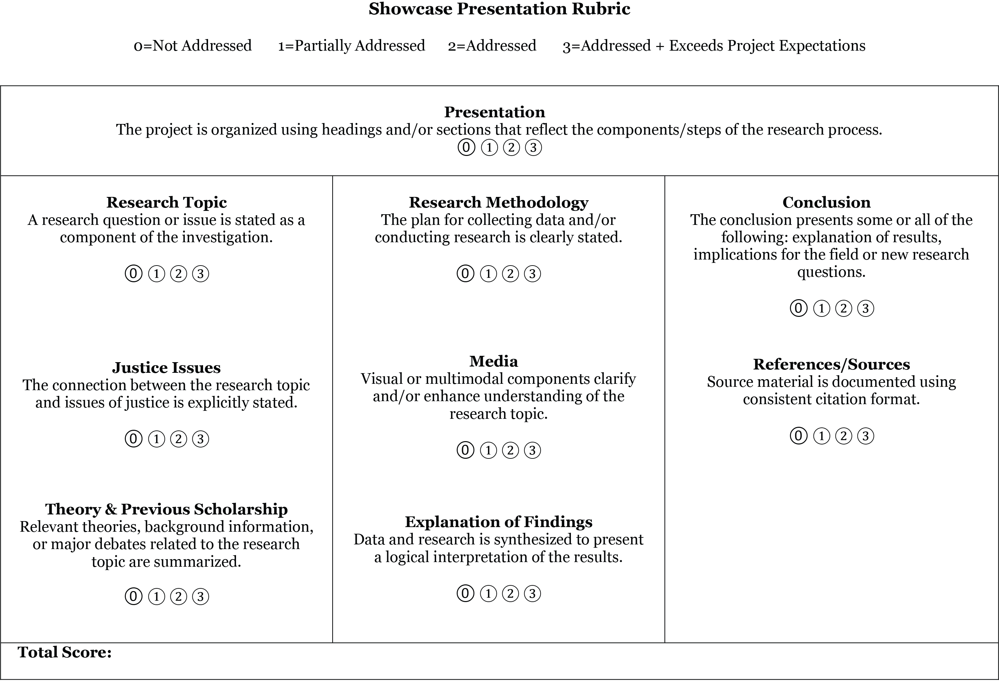 Showcase Presentation Rubric
0=Not Addressed 1=Partially Addressed 2=Addressed 3=Addressed + Exceeds Project Expectations
Presentation
The project is organized using headings and/or sections that reflect the components/steps of the research process.
⓪ ① ② ③
Research Topic
A research question or issue is stated as a
component of the investigation.
⓪ ① ② ③
Justice Issues
The connection between the research topic
and issues of justice is explicitly stated.
⓪ ① ② ③
Theory & Previous Scholarship
Relevant theories, background information,
or major debates related to the research
topic are summarized.
⓪ ① ② ③
Research Methodology
The plan for collecting data and/or
conducting research is clearly stated.
⓪ ① ② ③
Media
Visual or multimodal components clarify
and/or enhance understanding of the
research topic.
⓪ ① ② ③
Explanation of Findings
Data and research is synthesized to present
a logical interpretation of the results.
⓪ ① ② ③
Conclusion
The conclusion presents some or all of the
following: explanation of results,
implications for the field or new research
questions.
⓪ ① ② ③
References/Sources
Source material is documented using
consistent citation format.
⓪ ① ② ③
Total Score: